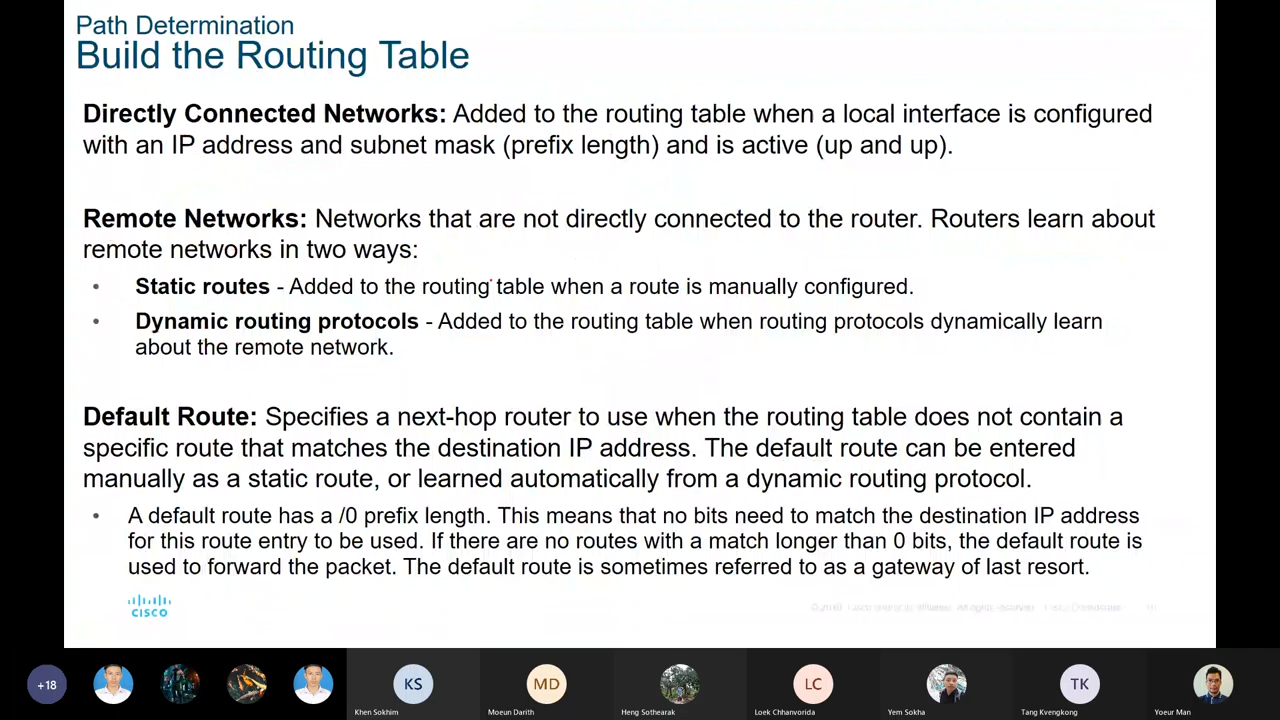 Path Determination
Build the Routing Table
Directly Connected Networks: Added to the routing table when a local interface is configured
with an IP address and subnet mask (prefix length) and is active (up and up).
Remote Networks: Networks that are not directly connected to the router. Routers learn about
remote networks in two ways:
• Static routes - Added to the routing table when a route is manually configured.
• Dynamic routing protocols - Added to the routing table when routing protocols dynamically learn
about the remote network.
Default Route: Specifies a next-hop router to use when the routing table does not contain a
specific route that matches the destination IP address. The default route can be entered
manually as a static route, or learned automatically from a dynamic routing protocol.
• A default route has a /0 prefix length. This means that no bits need to match the destination IP address
for this route entry to be used. If there are no routes with a match longer than 0 bits, the default route is
used to forward the packet. The default route is sometimes referred to as a gateway of last resort.
CISCO
+18
KS
MD
LC
TK
Khen Sokhim
Moeun Darith
Heng Sothearak
Loek Chhanvorida
Yem Sokha
Tang Kvengkong
Yoeur Man